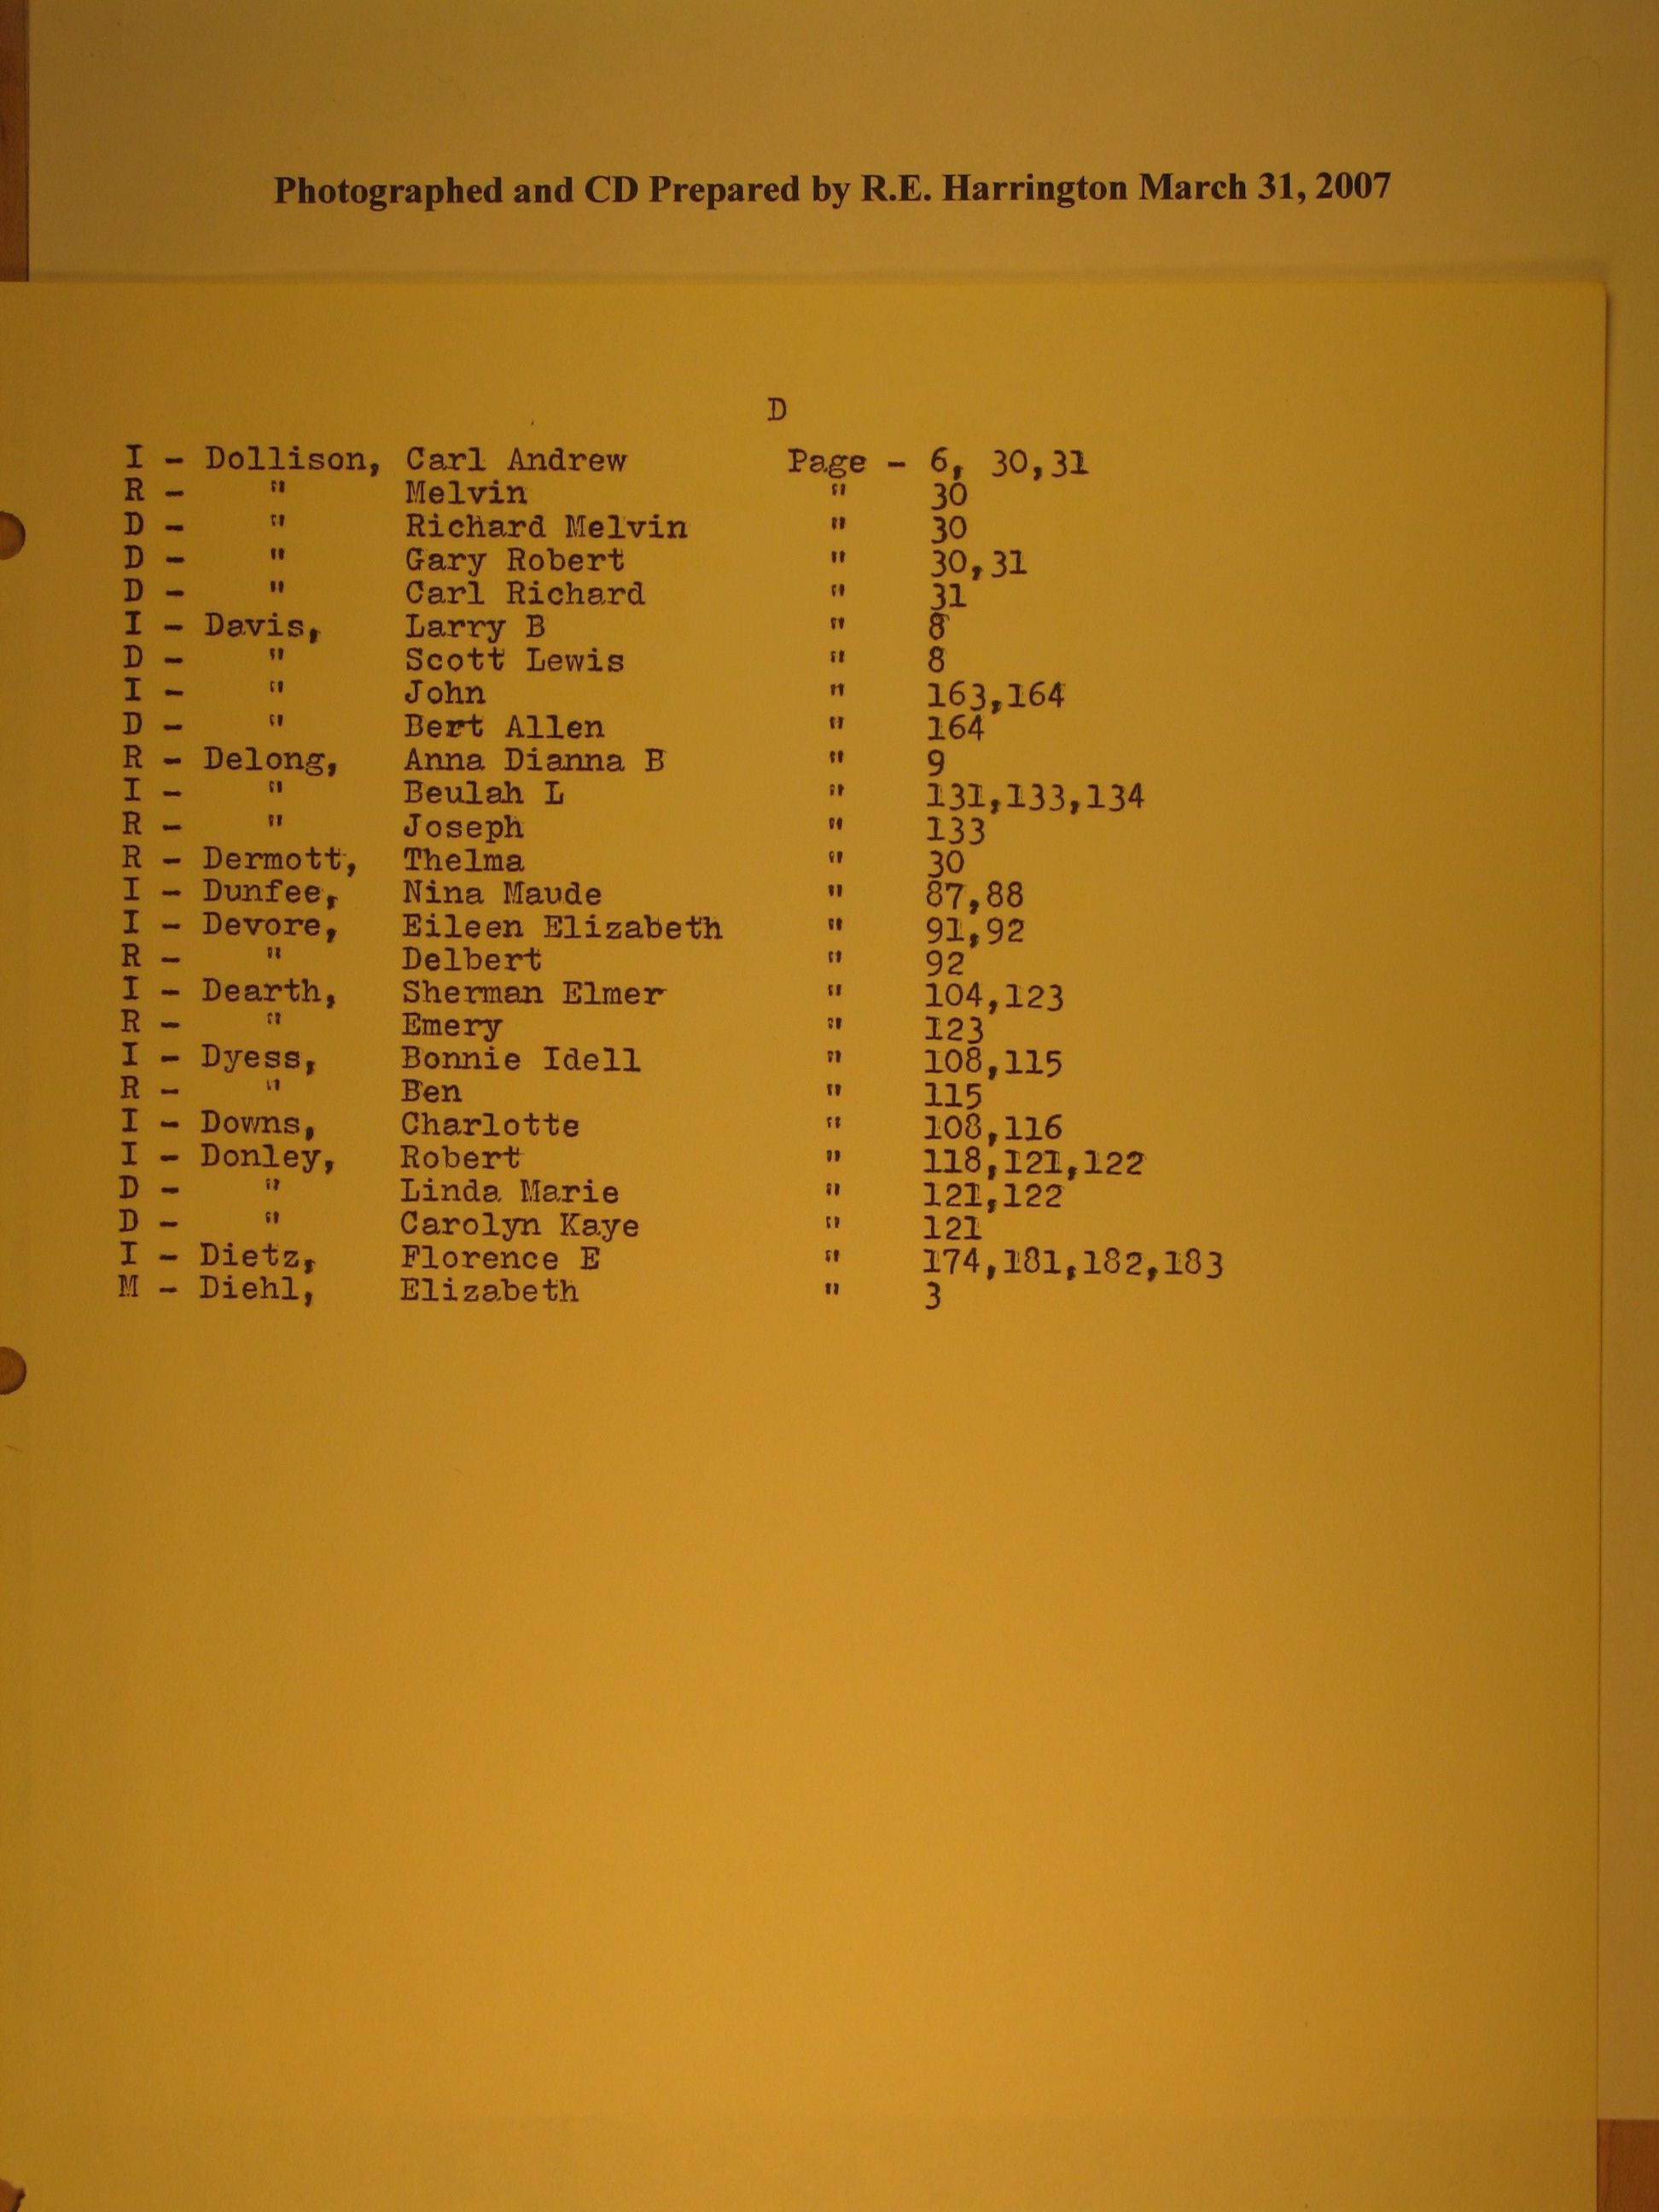 Photographed and CD Prepared by R.E. Harrington March 31, 2007
D
I - Dollison, Carl Andrew Page - 6, 30,31
R - " Melvin " 30
D - " Richard Melvin " 30
D - " Gary Robert " 30,31
D - " Carl Richard " 31
I - Davis, Larry B " 8
D - " Scott Lewis " 8
I - " John " 163,164
D - " Bert Allen " 164
R - Delong, Anna Dianna B " 9
I - " Beulah L " 131,133,134
R - " Joseph " 133
R - Dermott, Thelma " 30
I - Dunfee, Nina Maude " 87,88
I - Devore, Eileen Elizabeth " 91,92
R - " Delbert " 92
I - Dearth, Sherman Elmer " 104,123
R - " Emery " 123
I - Dyess, Bonnie Idell " 108,115
R - " Ben " 115
I - Downs, Charlotte " 108,116
I - Donley, Robert " 118,121,122
D - " Linda Marie " 121,122
D - " Carolyn Kaye " 121
I - Dietz, Florence E " 174,181,182,183
M - Diehl, Elizabeth " 3